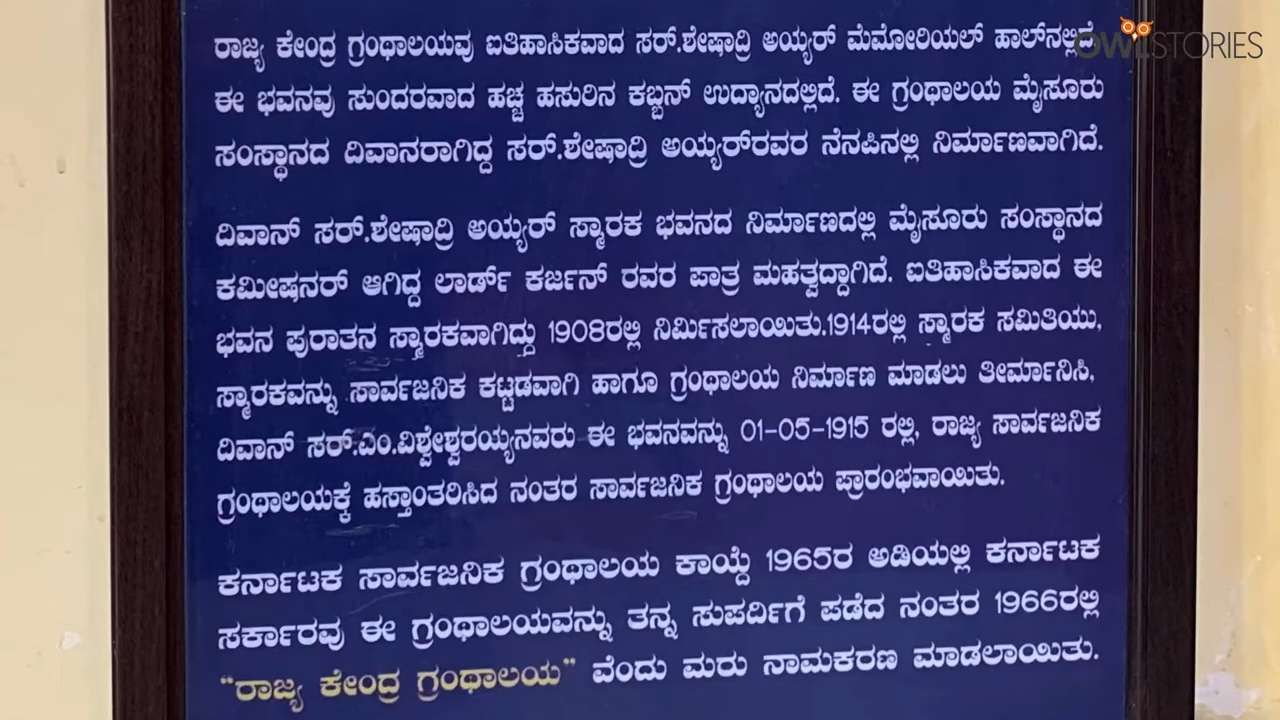 ರಾಜ್ಯ ಕೇಂದ್ರ ಗ್ರಂಥಾಲಯವು ಐತಿಹಾಸಿಕವಾದ ಸರ್.ಶೇಷಾದ್ರಿ ಅಯ್ಯರ್ ಮೆಮೋರಿಯಲ್ ಹಾಲ್‌ನಲ್ಲಿದೆ
OWLSTORIES
ಈ ಭವನವು ಸುಂದರವಾದ ಹಚ್ಚ ಹಸುರಿನ ಕಬ್ಬನ್ ಉದ್ಯಾನದಲ್ಲಿದೆ. ಈ ಗ್ರಂಥಾಲಯ ಮೈಸೂರು
ಸಂಸ್ಥಾನದ ದಿವಾನರಾಗಿದ್ದ ಸರ್.ಶೇಷಾದ್ರಿ ಅಯ್ಯರ್‌ರವರ ನೆನಪಿನಲ್ಲಿ ನಿರ್ಮಾಣವಾಗಿದೆ.
ದಿವಾನ್ ಸರ್.ಶೇಷಾದ್ರಿ ಅಯ್ಯರ್ ಸ್ಮಾರಕ ಭವನದ ನಿರ್ಮಾಣದಲ್ಲಿ ಮೈಸೂರು ಸಂಸ್ಥಾನದ
ಕಮೀಷನರ್ ಆಗಿದ್ದ ಲಾರ್ಡ್ ಕರ್ಜನ್ ರವರ ಪಾತ್ರ ಮಹತ್ವದ್ದಾಗಿದೆ. ಐತಿಹಾಸಿಕವಾದ ಈ
ಭವನ ಪುರಾತನ ಸ್ಮಾರಕವಾಗಿದ್ದು 1908ರಲ್ಲಿ ನಿರ್ಮಿಸಲಾಯಿತು.1914ರಲ್ಲಿ ಸ್ಮಾರಕ ಸಮಿತಿಯು,
ಸ್ಮಾರಕವನ್ನು ಸಾರ್ವಜನಿಕ ಕಟ್ಟಡವಾಗಿ ಹಾಗೂ ಗ್ರಂಥಾಲಯ ನಿರ್ಮಾಣ ಮಾಡಲು ತೀರ್ಮಾನಿಸಿ,
ದಿವಾನ್ ಸರ್.ಎಂ.ವಿಶ್ವೇಶ್ವರಯ್ಯನವರು ಈ ಭವನವನ್ನು 01-05-1915 ರಲ್ಲಿ, ರಾಜ್ಯ ಸಾರ್ವಜನಿಕ
ಗ್ರಂಥಾಲಯಕ್ಕೆ ಹಸ್ತಾಂತರಿಸಿದ ನಂತರ ಸಾರ್ವಜನಿಕ ಗ್ರಂಥಾಲಯ ಪ್ರಾರಂಭವಾಯಿತು.
ಕರ್ನಾಟಕ ಸಾರ್ವಜನಿಕ ಗ್ರಂಥಾಲಯ ಕಾಯ್ದೆ 1965ರ ಅಡಿಯಲ್ಲಿ ಕರ್ನಾಟಕ
ಸರ್ಕಾರವು ಈ ಗ್ರಂಥಾಲಯವನ್ನು ತನ್ನ ಸುಪರ್ದಿಗೆ ಪಡೆದ ನಂತರ 1966ರಲ್ಲಿ
"ರಾಜ್ಯ ಕೇಂದ್ರ ಗ್ರಂಥಾಲಯ" ವೆಂದು ಮರು ನಾಮಕರಣ ಮಾಡಲಾಯಿತು.